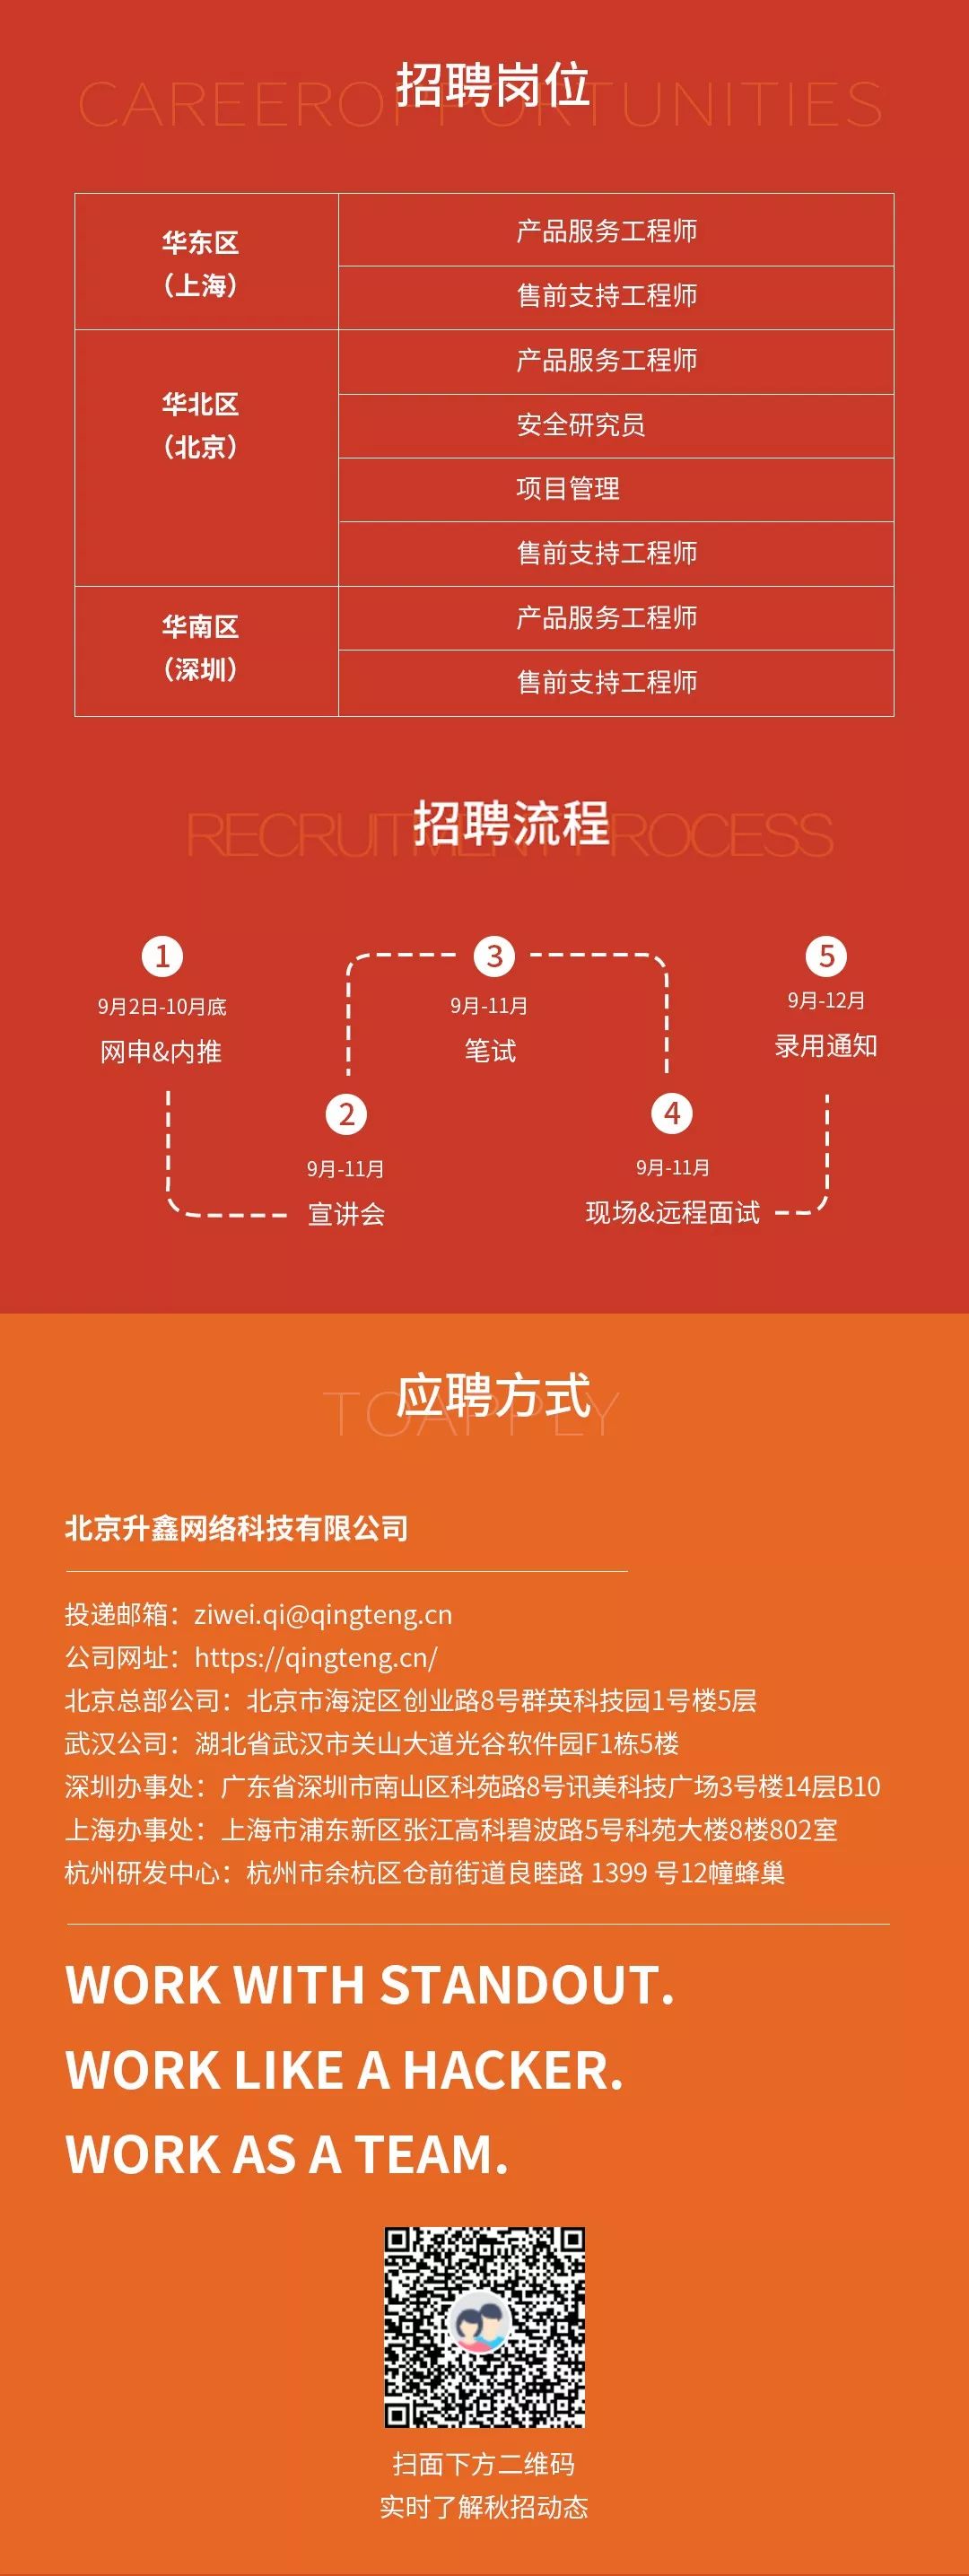 CAREEROPPORTUNITIES
招聘岗位
华东区
（上海）
产品服务工程师
售前支持工程师
华北区
（北京）
产品服务工程师
安全研究员
项目管理
售前支持工程师
华南区
（深圳）
产品服务工程师
售前支持工程师
RECRUITMENT PROCESS
招聘流程
1
9月2日-10月底
网申&内推
2
9月-11月
宣讲会
3
9月-11月
笔试
4
9月-11月
现场&远程面试
5
9月-12月
录用通知
TOAPPLY
应聘方式
北京升鑫网络科技有限公司
投递邮箱：ziwei.qi@qingteng.cn
公司网址：https://qingteng.cn/
北京总部公司：北京市海淀区创业路8号群英科技园1号楼5层
武汉公司：湖北省武汉市关山大道光谷软件园F1栋5楼
深圳办事处：广东省深圳市南山区科苑路8号讯美科技广场3号楼14层B10
上海办事处：上海市浦东新区张江高科碧波路5号科苑大楼8楼802室
杭州研发中心：杭州市余杭区仓前街道良睦路 1399 号12幢蜂巢
WORK WITH STANDOUT.
WORK LIKE A HACKER.
WORK AS A TEAM.
扫面下方二维码
实时了解秋招动态